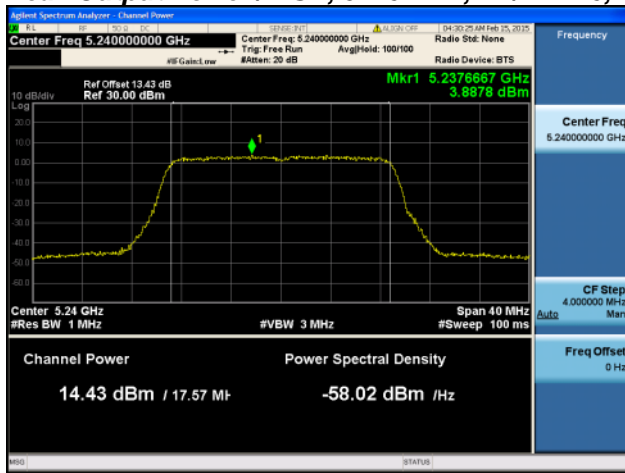 Agilent Spectrum Analyzer - Channel Power
RL RF 50 Ω DC SENSE:INT ALIGN OFF 04:30:25 AM Feb 25, 2015
Center Freq 5.240000000 GHz Center Freq: 5.240000000 GHz Radio Std: None Frequency
Trig: Free Run Avg|Hold: 100/100
#IFGain:Low #Atten: 20 dB Radio Device: BTS
Mkr1 5.2376667 GHz
3.8878 dBm
Ref Offset 13.43 dB
10 dB/div Ref 30.00 dBm
Log
20.0
10.0
0.00
-10.0
-20.0
-30.0
-40.0
-50.0
-60.0
1
Center Freq
5.240000000 GHz
Center 5.24 GHz Span 40 MHz
#Res BW 1 MHz #VBW 3 MHz #Sweep 100 ms
CF Step
4.000000 MHz
Auto Man
Channel Power Power Spectral Density
14.43 dBm / 17.57 MH -58.02 dBm /Hz
Freq Offset
0 Hz
MSG STATUS